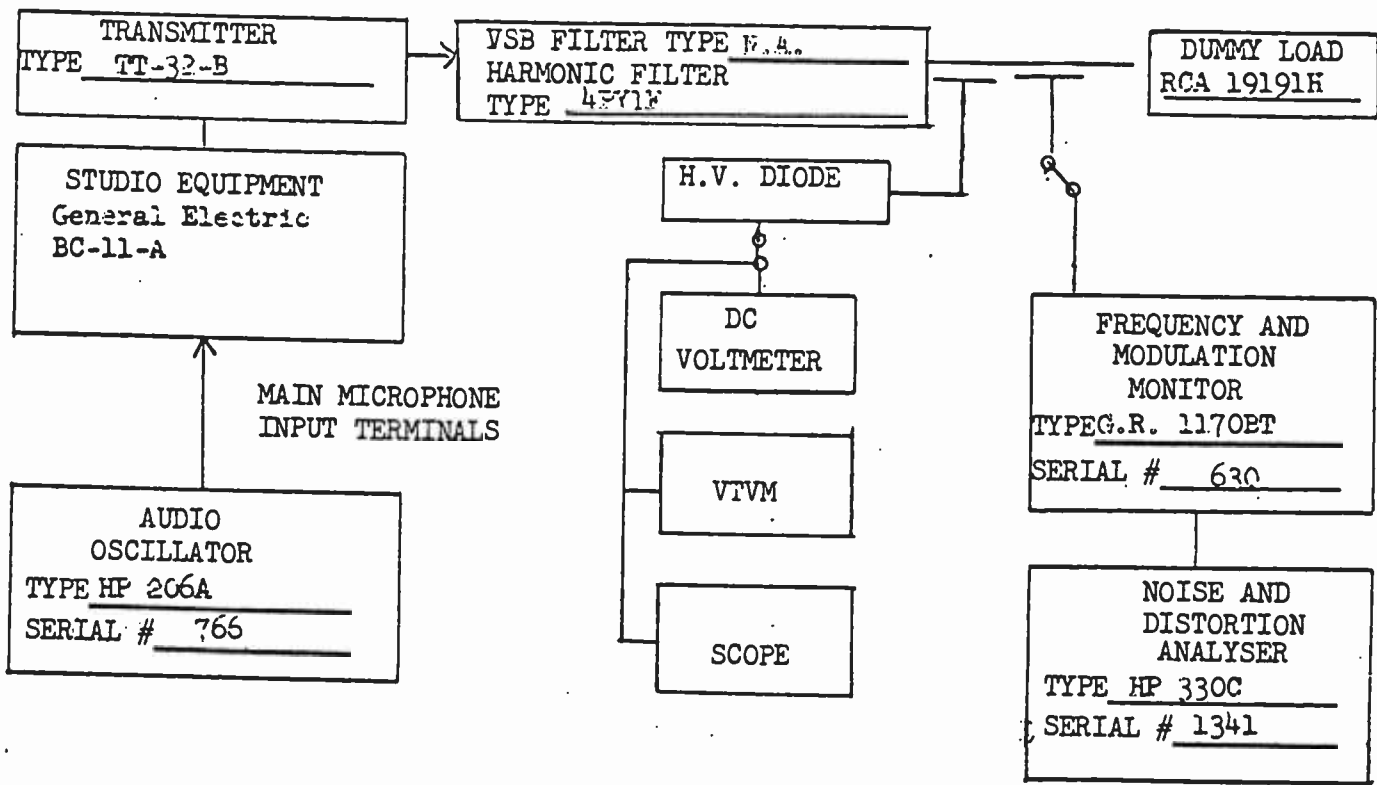 TRANSMITTER
TYPE TT-32-B
VSB FILTER TYPE N.A.
HARMONIC FILTER
TYPE
DUMMY LOAD
RCA 19191H
STUDIO EQUIPMENT
General Electric
BC-11-A
H.V. DIODE
MAIN MICROPHONE
INPUT TERMINALS
DC
VOLTMETER
FREQUENCY AND
MODULATION
MONITOR
TYPE G.R. 1170BT
SERIAL # 630
VTVM
AUDIO
OSCILLATOR
TYPE HP 206A
SERIAL # 766
SCOPE
NOISE AND
DISTORTION
ANALYSER
TYPE HP 330C
SERIAL # 1341